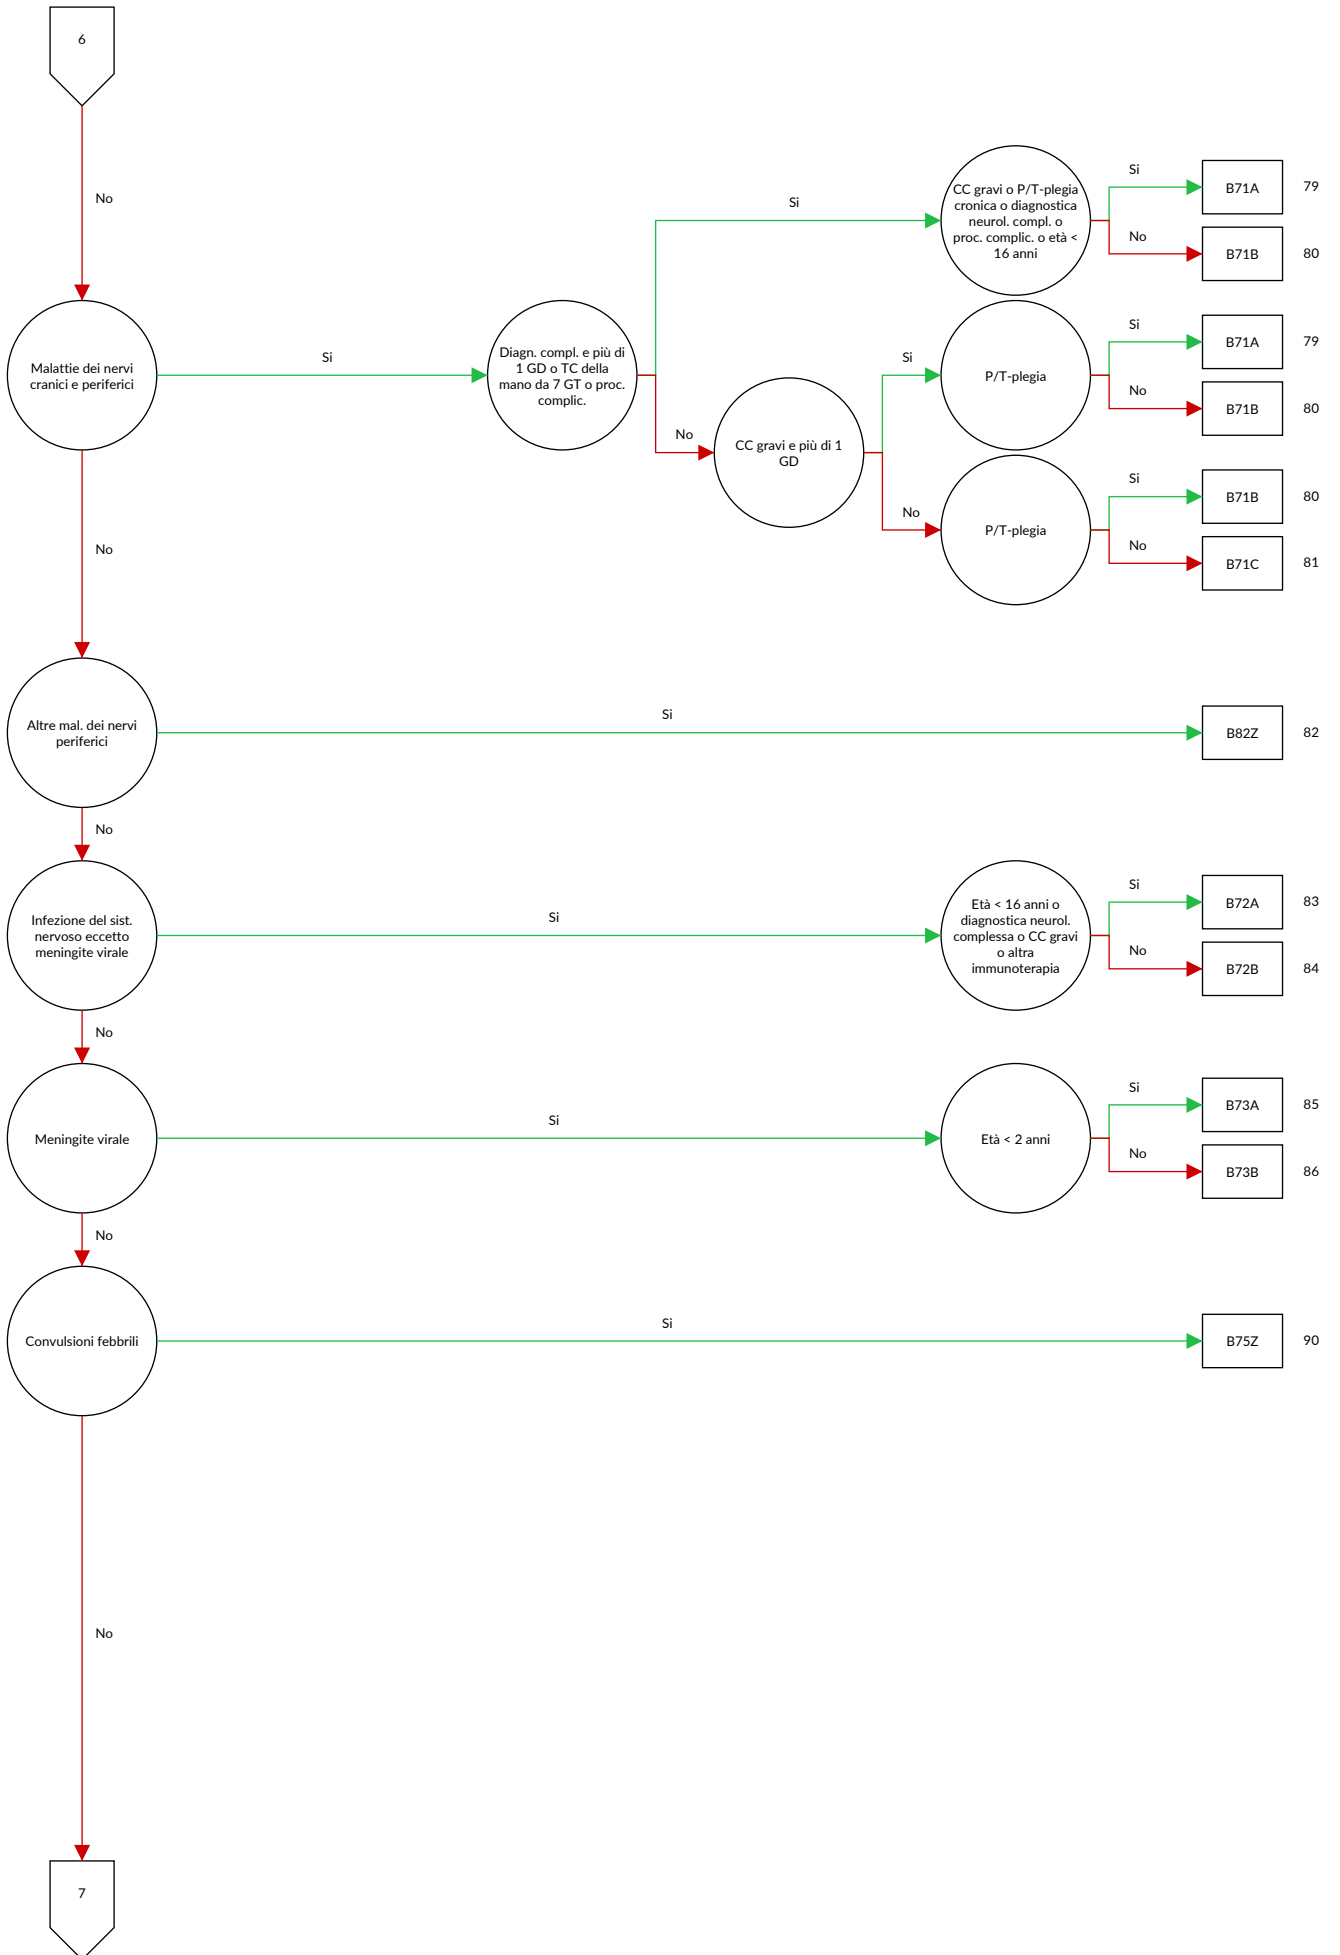 6
No
Malattie dei nervi
cranici e periferici
Si
Diagn. compl. e più di
1 GD o TC della
mano da 7 GT o proc.
complic.
Si
CC gravi o P/T-plegia
cronica o diagnostica
neurol. compl. o
proc. complic. o età <
16 anni
Si
B71A
79
No
B71B
80
No
CC gravi e più di 1
GD
Si
P/T-plegia
Si
B71A
79
No
B71B
80
No
P/T-plegia
Si
B71B
80
No
B71C
81
No
Altre mal. dei nervi
periferici
Si
B82Z
82
No
Infezione del sist.
nervoso eccetto
meningite virale
Si
Età < 16 anni o
diagnostica neurol.
complessa o CC gravi
o altra
immunoterapia
Si
B72A
83
No
B72B
84
No
Meningite virale
Si
Età < 2 anni
Si
B73A
85
No
B73B
86
No
Convulsioni febbrili
Si
B75Z
90
No
7